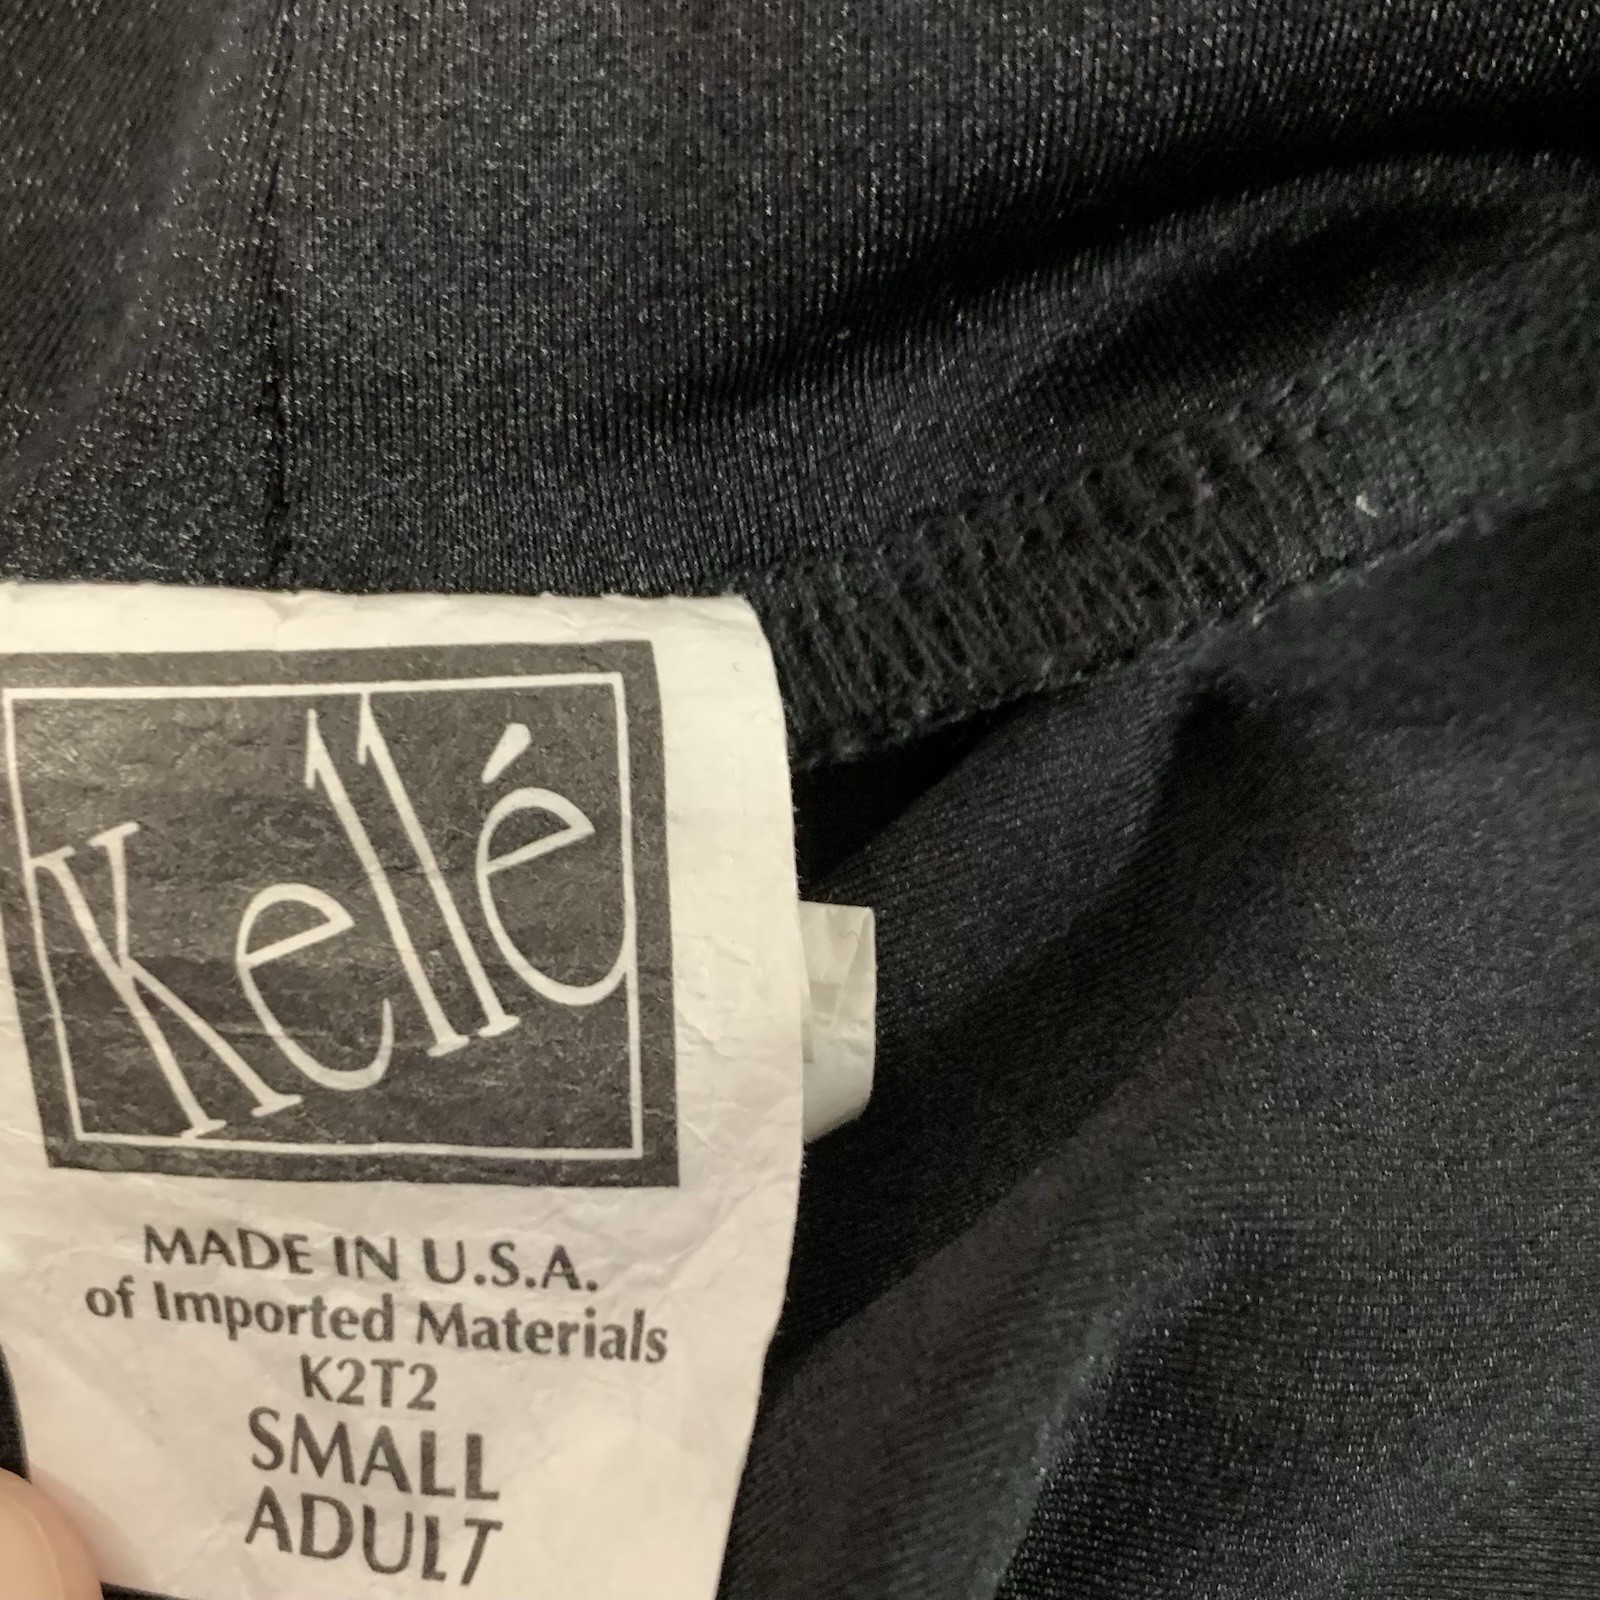 Kellé
MADE IN U.S.A.
of Imported Materials
K2T2
SMALL
ADULT